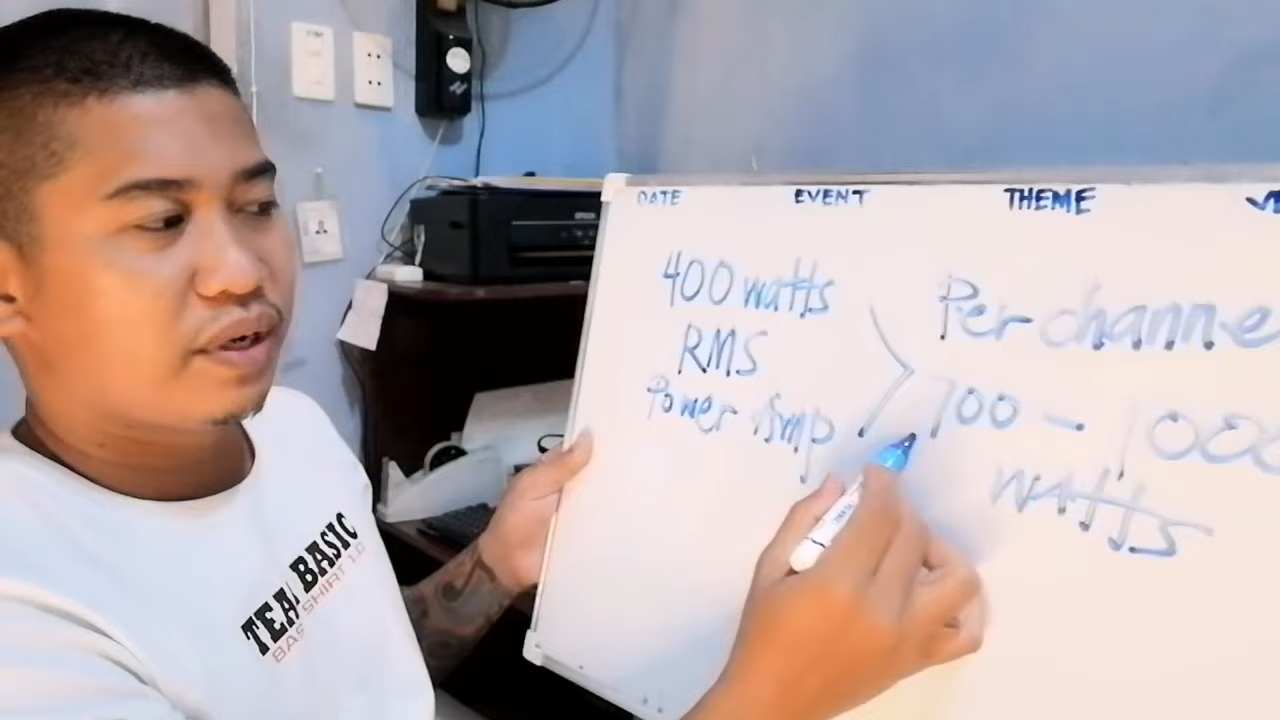 EPSON
DATE EVENT THEME
400 watts
RMS
Power Amp
Per channe
700 - 1000
watts
TEAM BASIC
BASIC SHIRT 1.0